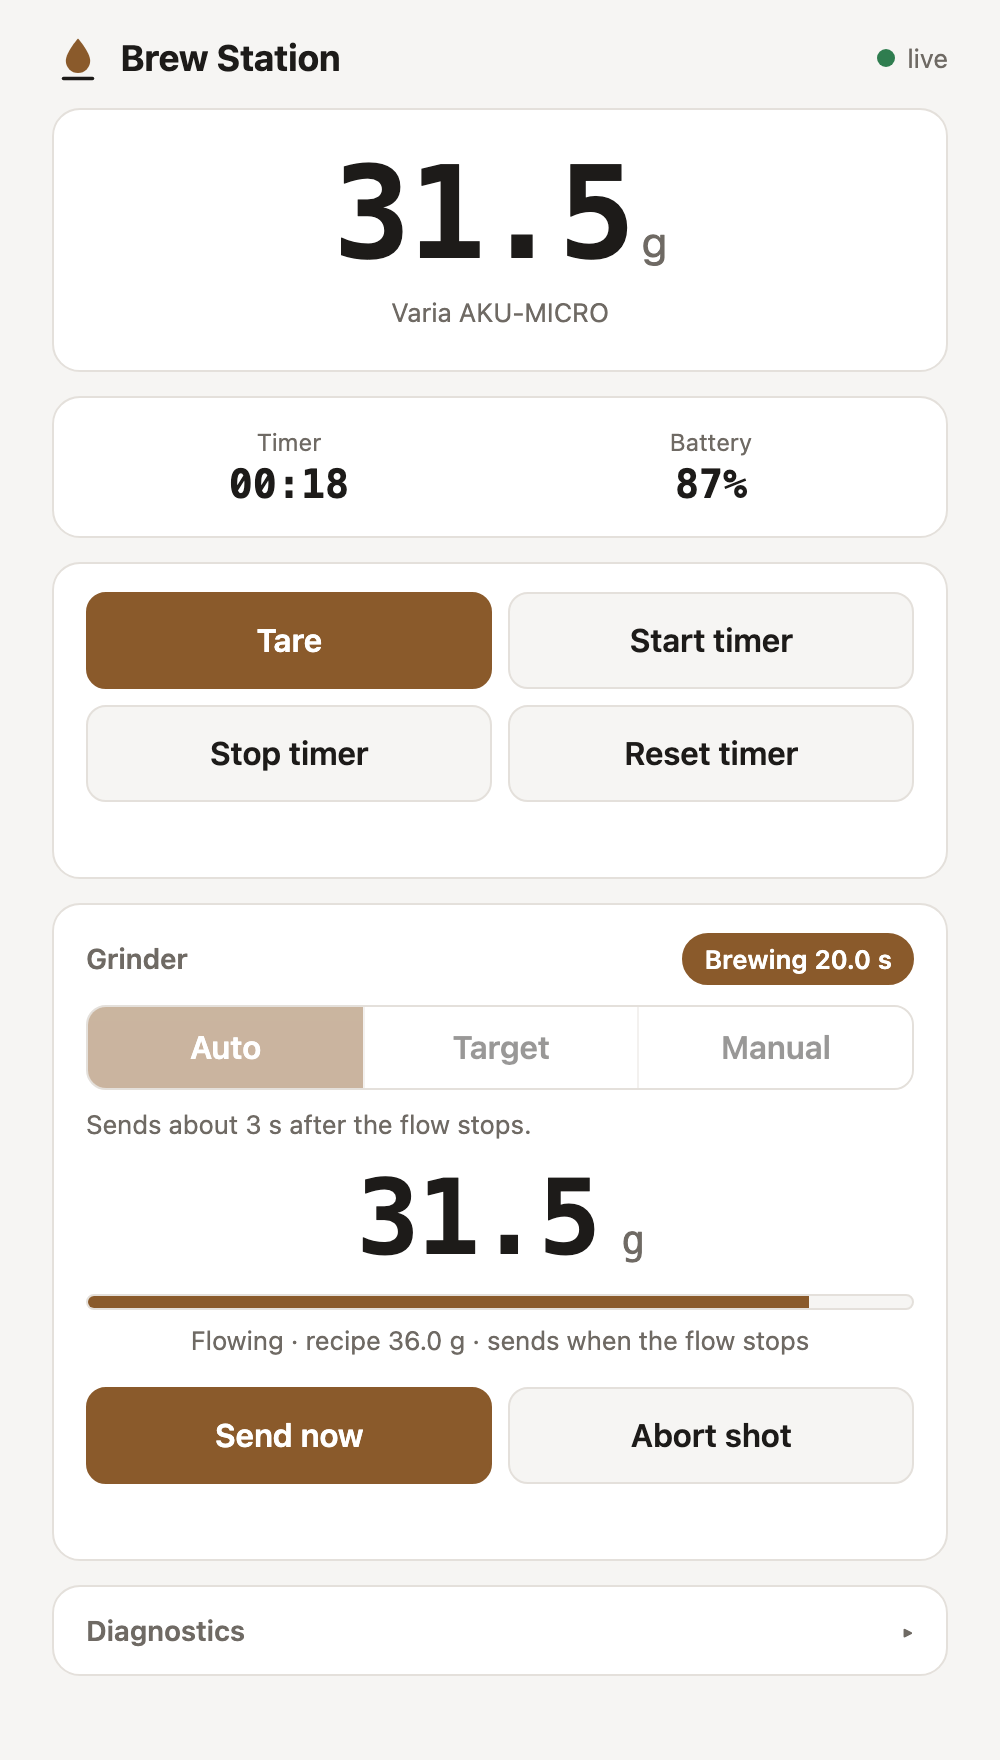 Brew Station
live
31.5 g
Varia AKU-MICRO
Timer Battery
00:18 87%
Tare Start timer
Stop timer Reset timer
Grinder Brewing 20.0 s
Auto Target Manual
Sends about 3 s after the flow stops.
31.5 g
Flowing · recipe 36.0 g · sends when the flow stops
Send now Abort shot
Diagnostics